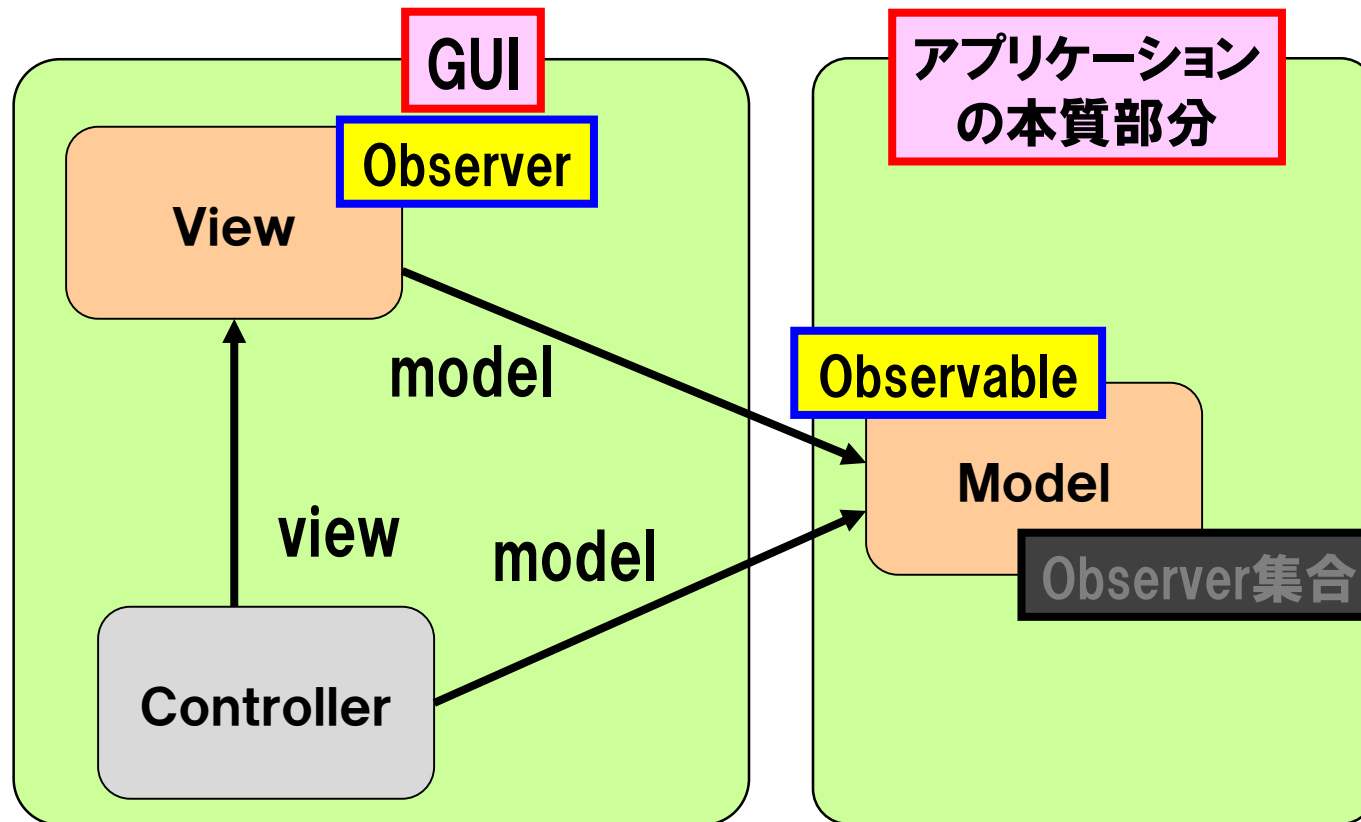 GUI
アプリケーション
の本質部分
Observer
View
model
Observable
Model
view
model
Observer集合
Controller